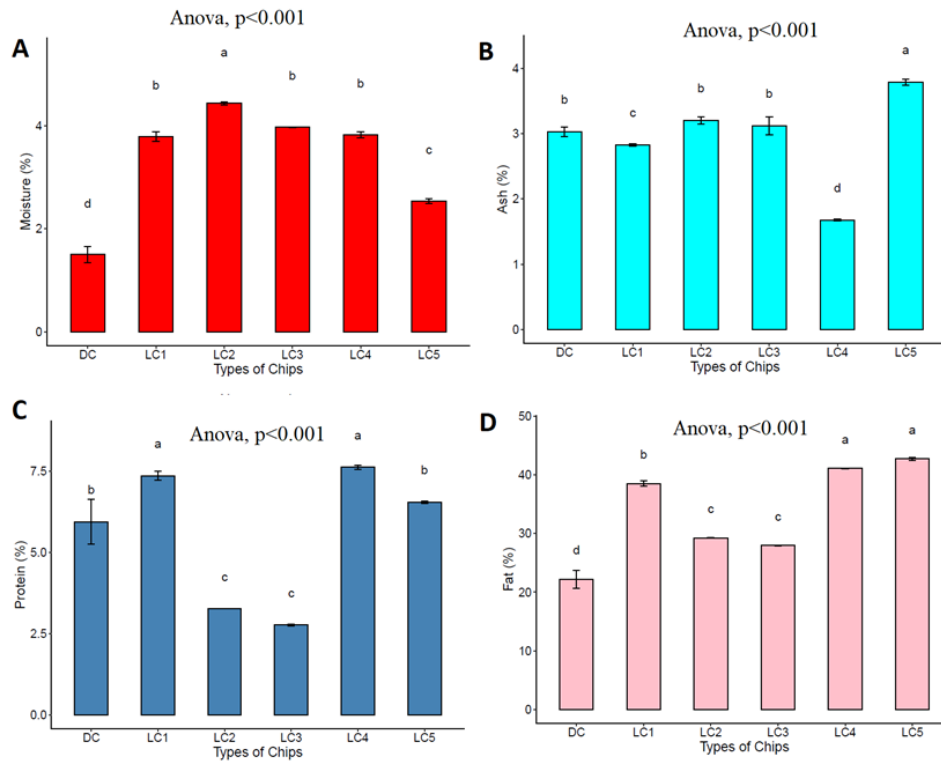 Anova, p<0.001
A
a
b
b
b
c
d
Moisture (%)
4
2
0
DC LC1 LC2 LC3 LC4 LC5
Types of Chips
Anova, p<0.001
B
a
b
b
b
c
d
Ash (%)
4
3
2
1
0
DC LC1 LC2 LC3 LC4 LC5
Types of Chips
C
Anova, p<0.001
a
a
b
b
c
c
Protein (%)
7.5
5.0
2.5
0.0
DC LC1 LC2 LC3 LC4 LC5
Types of Chips
D
Anova, p<0.001
a
a
b
c
c
d
Fat (%)
50
40
30
20
10
0
DC LC1 LC2 LC3 LC4 LC5
Types of Chips